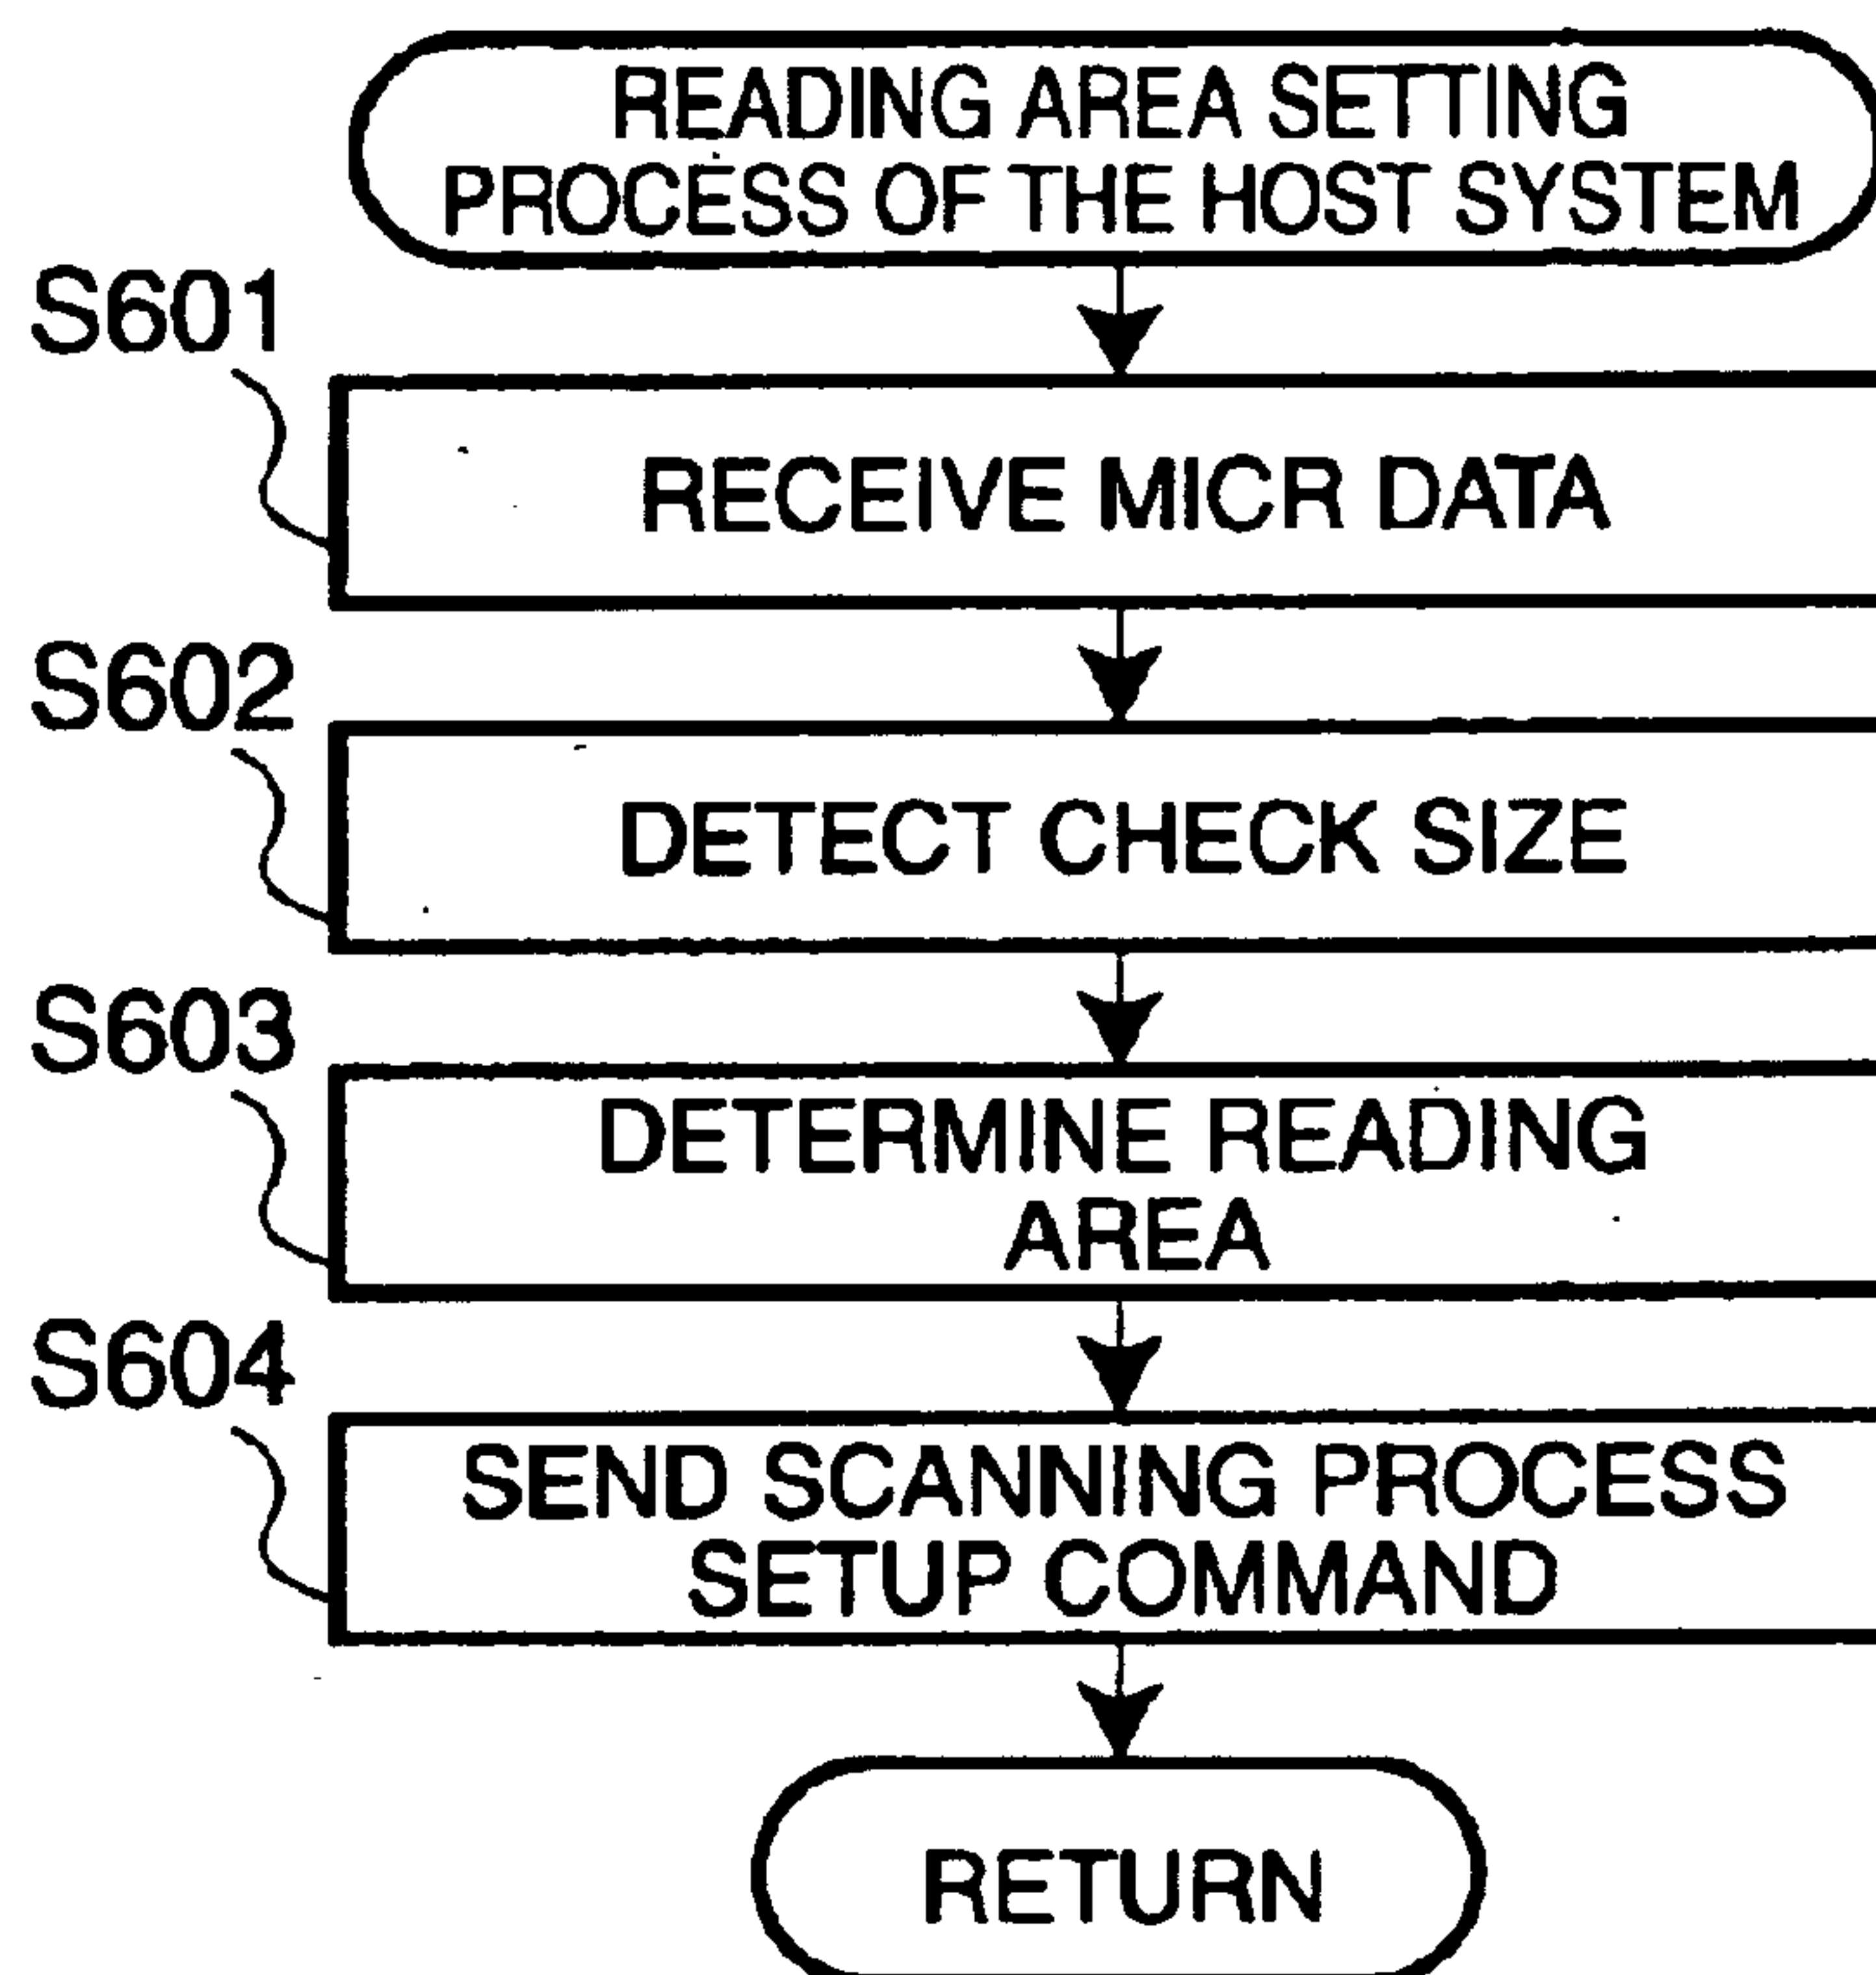 READING AREA SETTING
PROCESS OF THE HOST SYSTEM
S601
RECEIVE MICR DATA
S602
DETECT CHECK SIZE
S603
DETERMINE READING
AREA
S604
SEND SCANNING PROCESS
SETUP COMMAND
RETURN